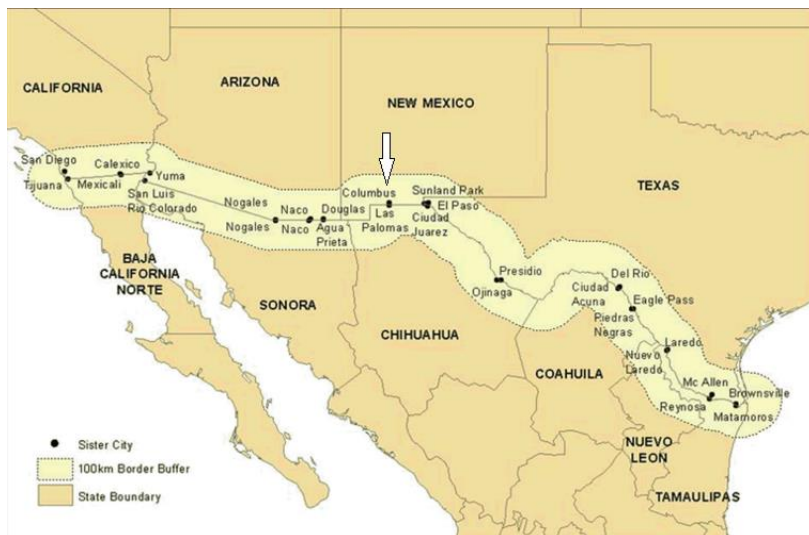 CALIFORNIA
ARIZONA
NEW MEXICO
TEXAS
San Diego
Calexico
Yuma
Tijuana
Mexicali
San Luis
Rio Colorado
Nogales
Nogales
Naco
Naco
Douglas
Agua
Prieta
Columbus
Las
Palomas
Sunland Park
El Paso
Ciudad
Juarez
Presidio
Ojinaga
Del Rio
Ciudad
Acuna
Eagle Pass
Piedras
Negras
Laredo
Nuevo
Laredo
Mc Allen
Reynosa
Brownsville
Matamoros
BAJA
CALIFORNIA
NORTE
SONORA
CHIHUAHUA
COAHUILA
NUEVO
LEON
TAMAULIPAS
Sister City
100km Border Buffer
State Boundary